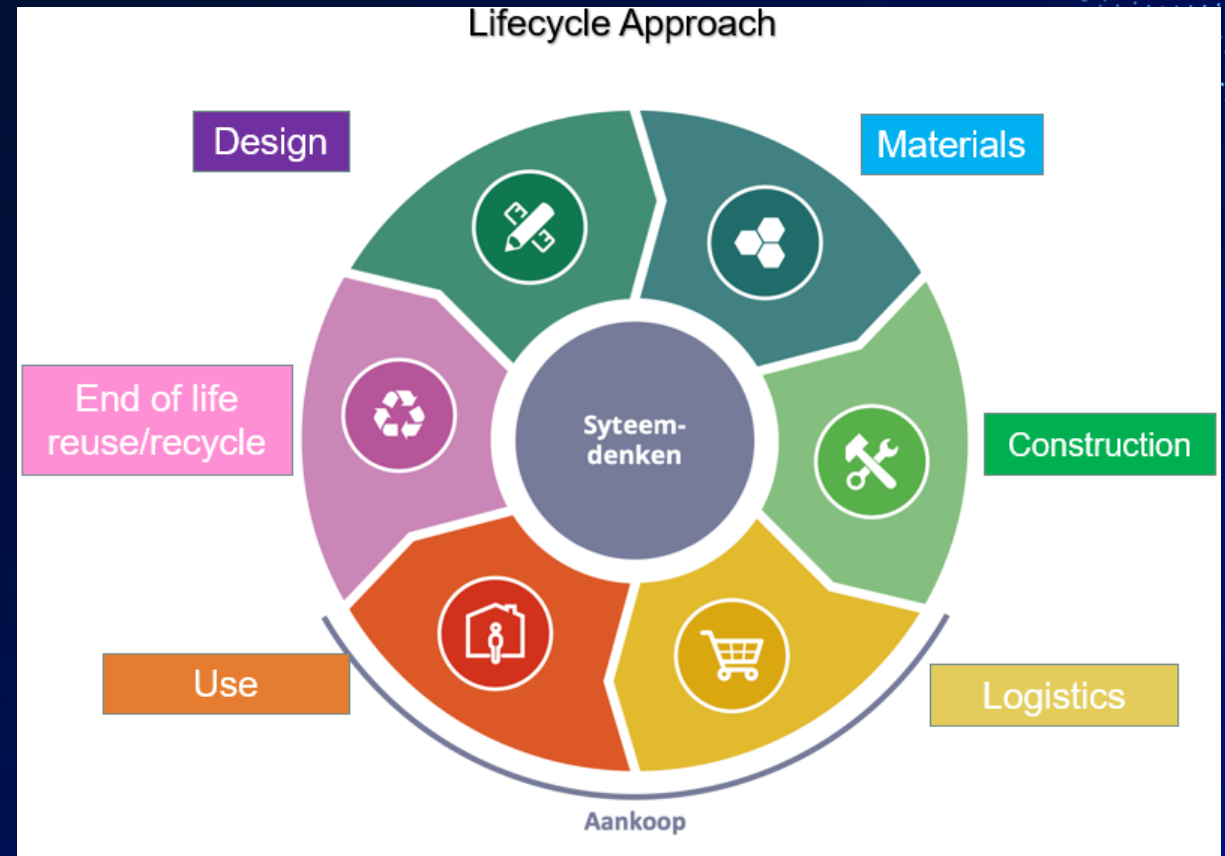 Lifecycle Approach
Design
Materials
End of life
reuse/recycle
Syteem-
denken
Construction
Use
Logistics
Aankoop